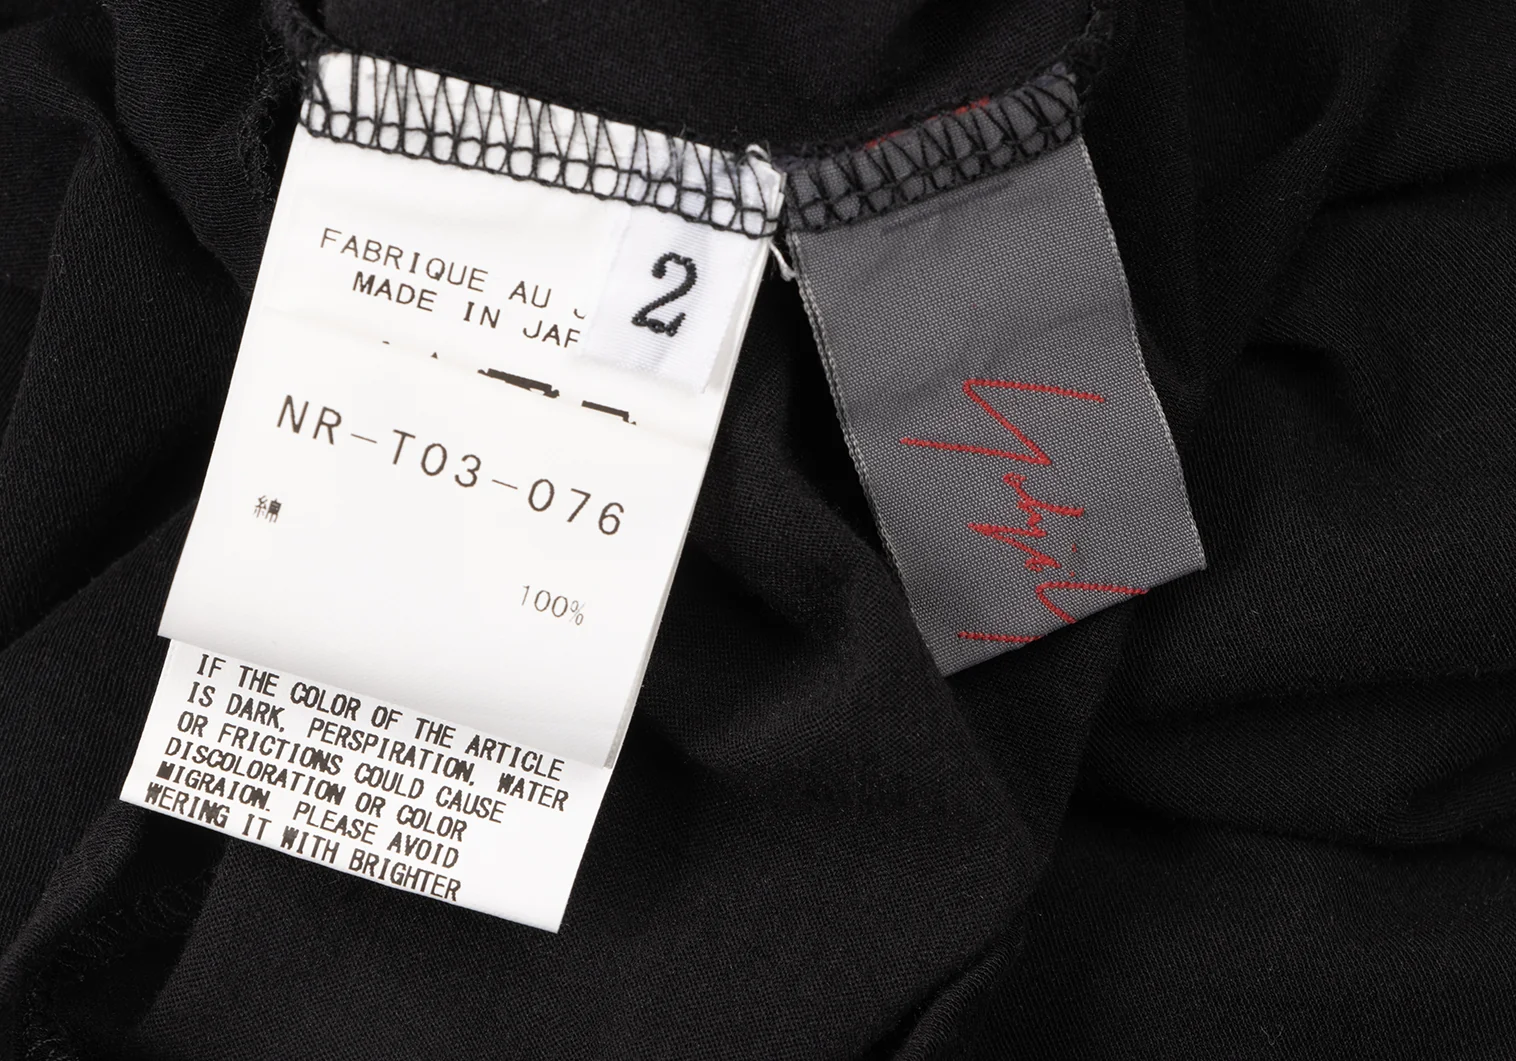 FABRIQUE AU J
MADE IN JAP
2
NR-T03-076
綿
100%
IF THE COLOR OF THE ARTICLE
IS DARK, PERSPIRATION, WATER
OR FRICTIONS COULD CAUSE
DISCOLORATION OR COLOR
MIGRAION. PLEASE AVOID
WERING IT WITH BRIGHTER